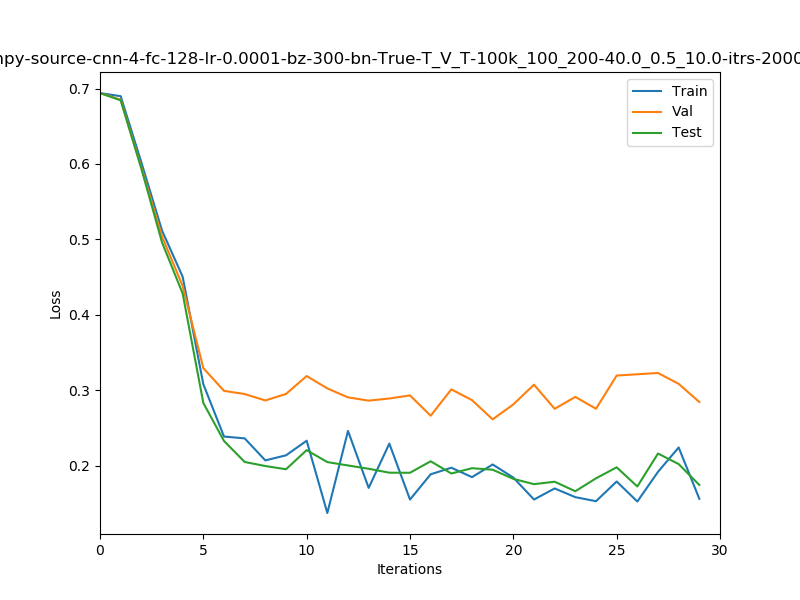 npy-source-cnn-4-fc-128-lr-0.0001-bz-300-bn-True-T_V_T-100k_100_200-40.0_0.5_10.0-itrs-2000
Train
Val
Test
0.7
0.6
0.5
0.4
0.3
0.2
Loss
0
5
10
15
20
25
30
Iterations